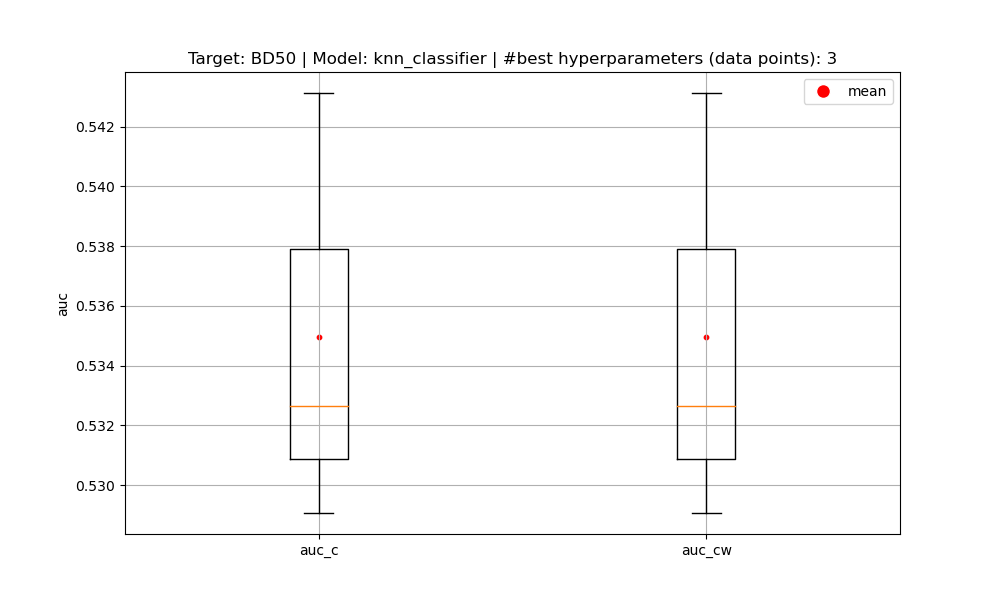 Target: BD50 | Model: knn_classifier | #best hyperparameters (data points): 3
mean
0.542
0.540
0.538
0.536
0.534
0.532
0.530
auc
auc_c
auc_cw